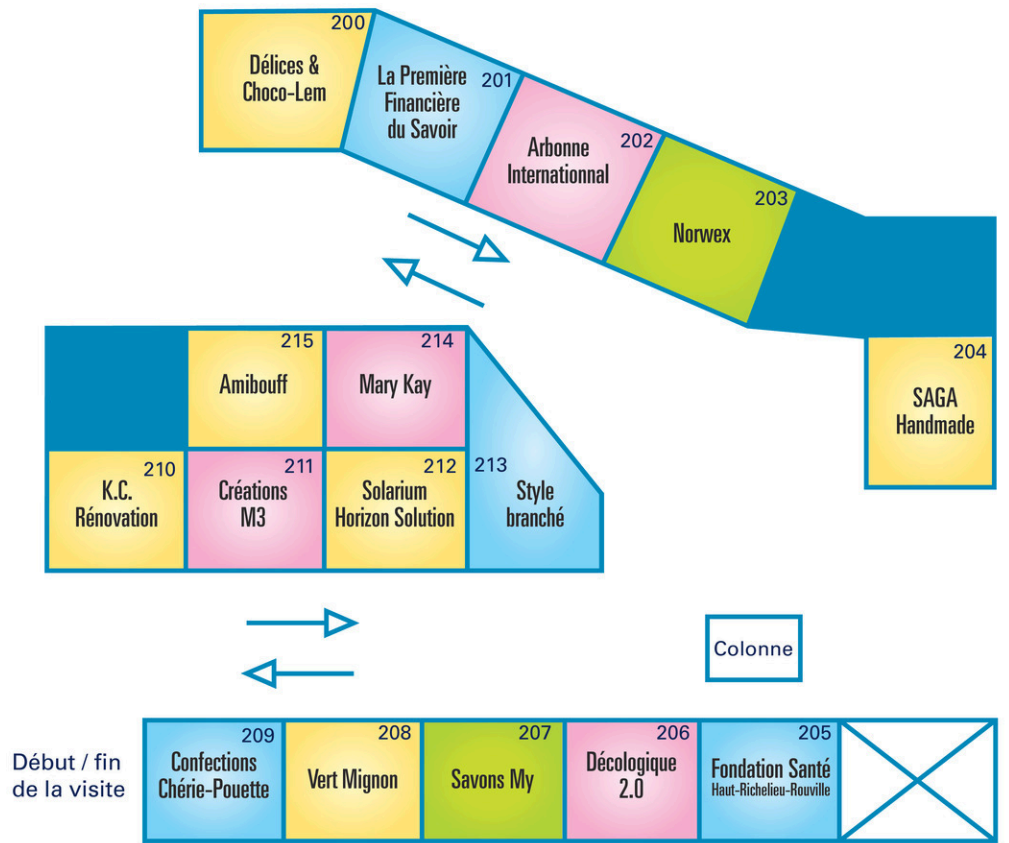 200
Délices &
Choco-Lem
201
La Première
Financière
du Savoir
202
Arbonne
Internationnal
203
Norwex
204
SAGA
Handmade
215
Amibouff
214
Mary Kay
210
K.C.
Rénovation
211
Créations
M3
212
Solarium
Horizon Solution
213
Style
branché
Colonne
Début / fin
de la visite
209
Confections
Chérie-Pouette
208
Vert Mignon
207
Savons My
206
Décologique
2.0
205
Fondation Santé
Haut-Richelieu-Rouville